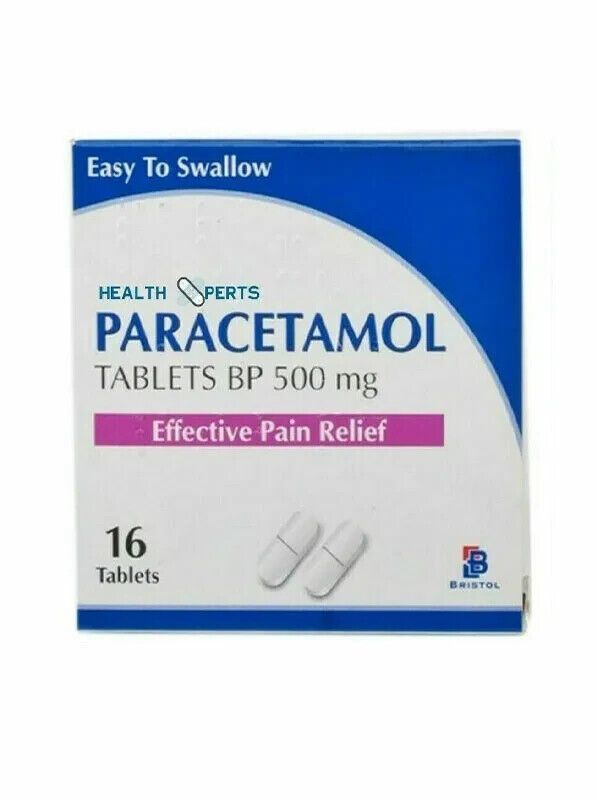 Easy To Swallow
HEALTH PERTS
PARACETAMOL
TABLETS BP 500 mg
Effective Pain Relief
16
Tablets
BRISTOL